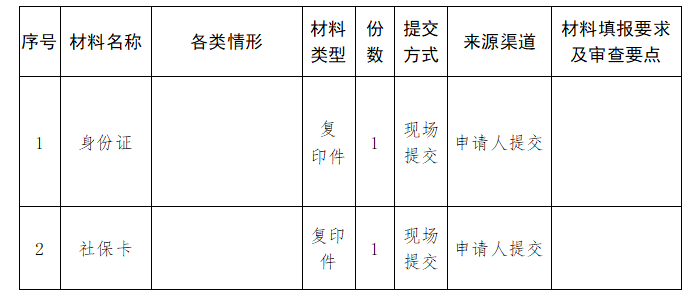 序号 材料名称 各类情形 材料类型 份数 提交方式 来源渠道 材料填报要求及审查要点
1 身份证 复印件 1 现场提交 申请人提交
2 社保卡 复印件 1 现场提交 申请人提交